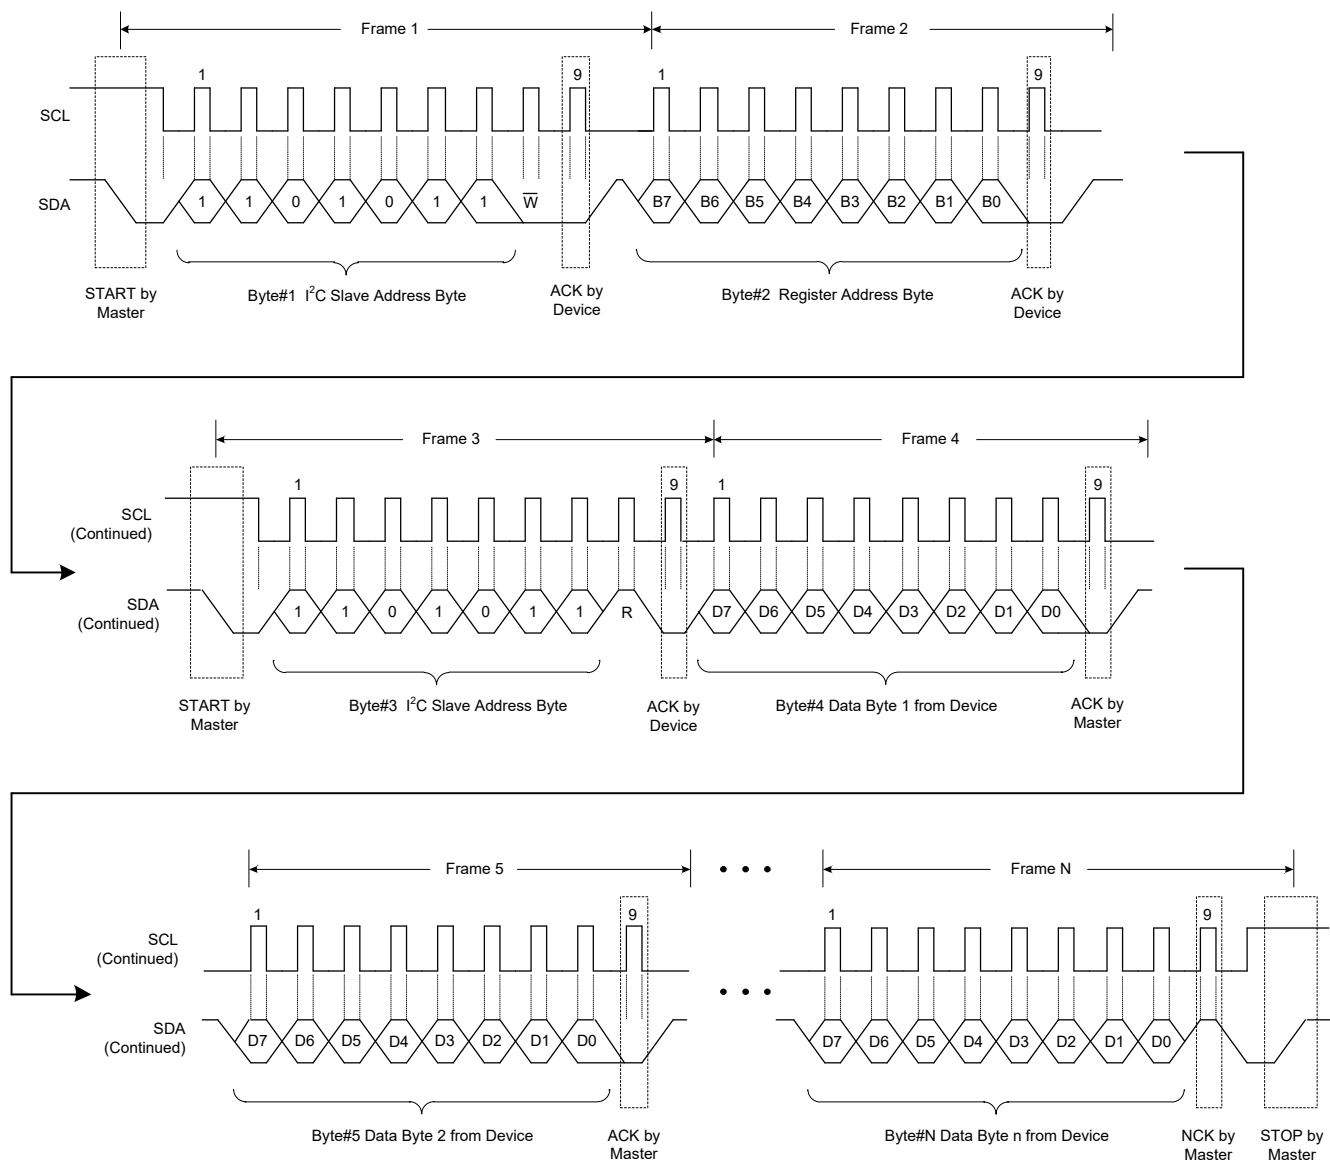 Frame 1 Frame 2
1 9 1 9
SCL
SDA 1 1 0 1 0 1 1 W B7 B6 B5 B4 B3 B2 B1 B0
START by
Master
Byte#1 I²C Slave Address Byte
ACK by
Device
Byte#2 Register Address Byte
ACK by
Device
Frame 3 Frame 4
1 9 1 9
SCL
(Continued)
SDA
(Continued)
1 1 0 1 0 1 1 R D7 D6 D5 D4 D3 D2 D1 D0
START by
Master
Byte#3 I²C Slave Address Byte
ACK by
Device
Byte#4 Data Byte 1 from Device
ACK by
Master
Frame 5 • • • Frame N
1 9 1 9
SCL
(Continued)
• • •
SDA
(Continued)
D7 D6 D5 D4 D3 D2 D1 D0 D7 D6 D5 D4 D3 D2 D1 D0
Byte#5 Data Byte 2 from Device
ACK by
Master
Byte#N Data Byte n from Device
NCK by
Master
STOP by
Master